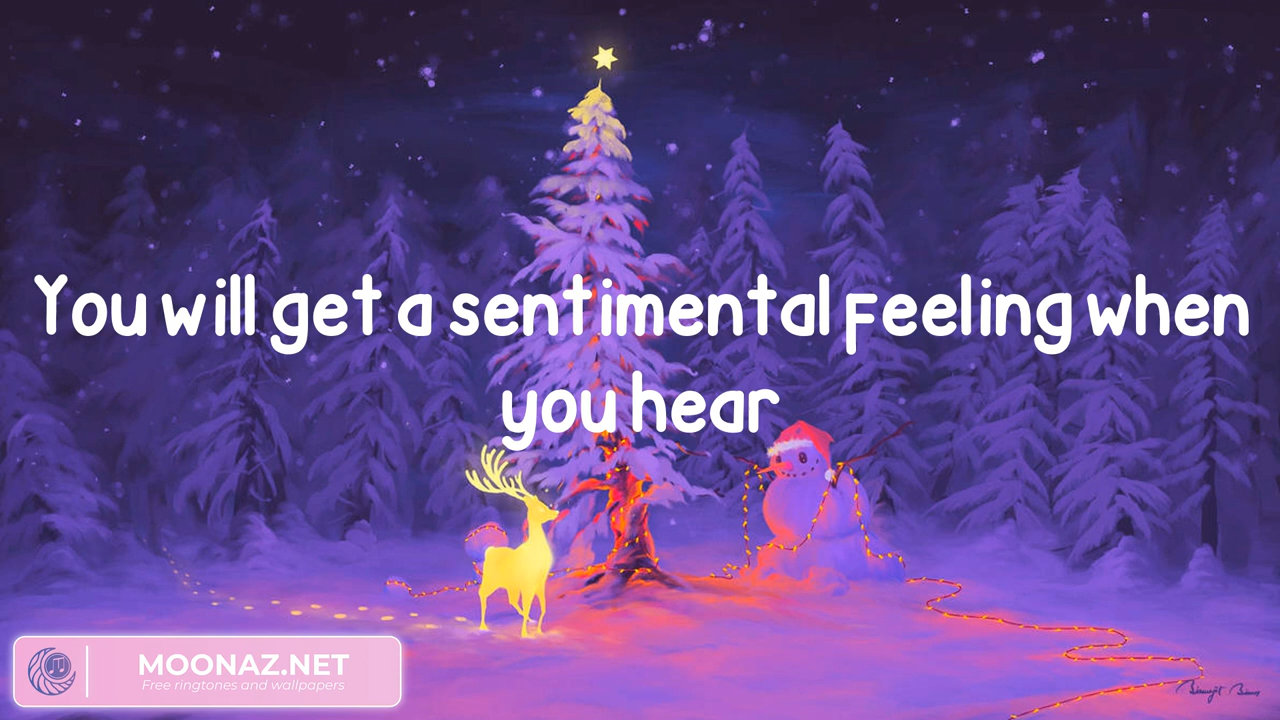 You will get a sentimental feeling when
you hear
MOONAZ.NET
Free ringtones and wallpapers